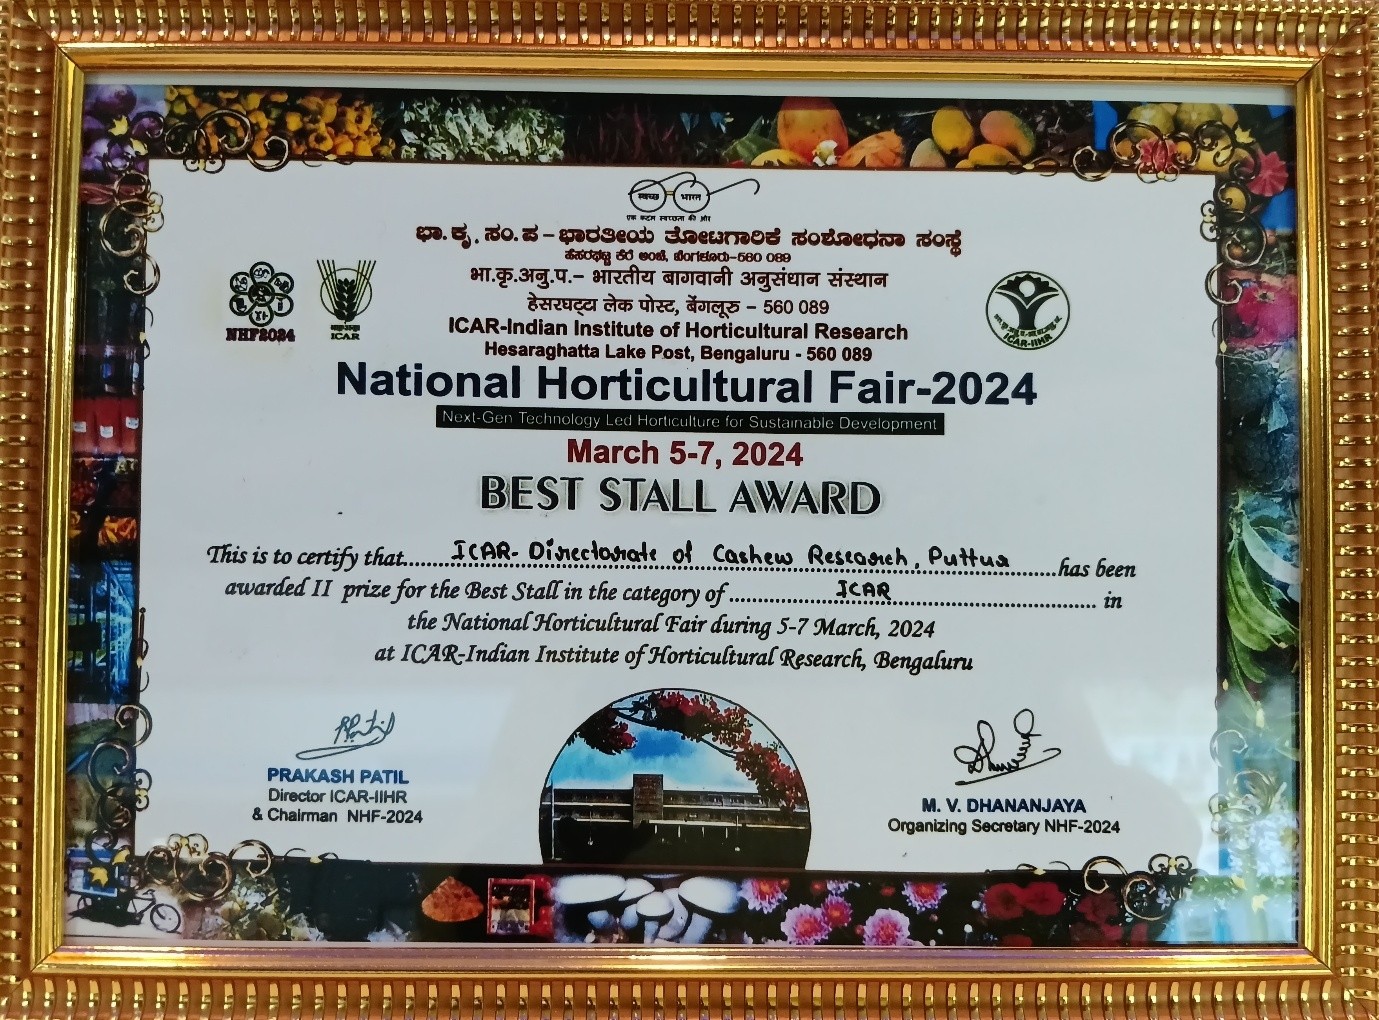 स्वच्छ भारत
एक कदम स्वच्छता की ओर
ಭಾ.ಕೃ.ಸಂ.ಪ – ಭಾರತೀಯ ತೋಟಗಾರಿಕೆ ಸಂಶೋಧನಾ ಸಂಸ್ಥೆ
ಹೆಸರಘಟ್ಟ ಕೆರೆ ಅಂಚೆ, ಬೆಂಗಳೂರು-560 089
भा.कृ.अनु.प.– भारतीय बागवानी अनुसंधान संस्थान
हेसरघट्टा लेक पोस्ट, बेंगलूरु – 560 089
NHF2024
ICAR
ICAR-IIHR
ICAR-Indian Institute of Horticultural Research
Hesaraghatta Lake Post, Bengaluru - 560 089
National Horticultural Fair-2024
Next-Gen Technology Led Horticulture for Sustainable Development
March 5-7, 2024
BEST STALL AWARD
This is to certify that....ICAR- Directorate of Cashew Research, Puttur....has been
awarded II prize for the Best Stall in the category of ....ICAR.... in
the National Horticultural Fair during 5-7 March, 2024
at ICAR-Indian Institute of Horticultural Research, Bengaluru
PRAKASH PATIL
Director ICAR-IIHR
& Chairman NHF-2024
M. V. DHANANJAYA
Organizing Secretary NHF-2024